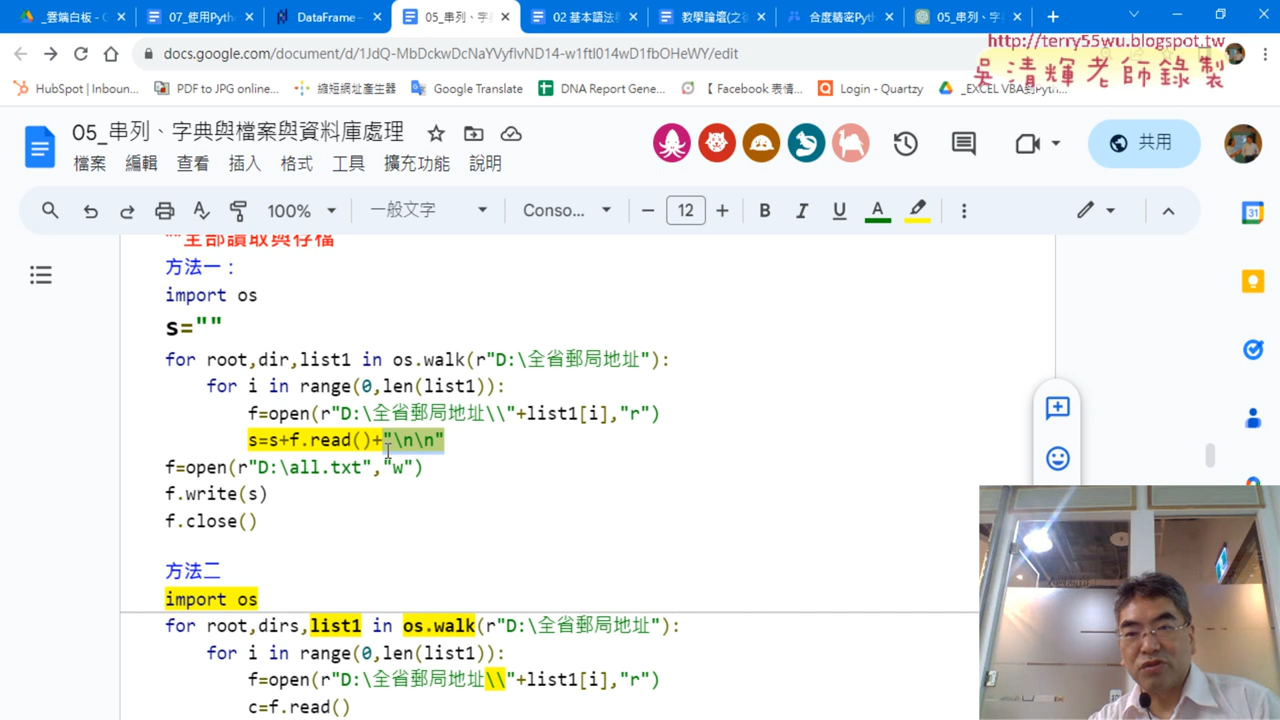 _雲端白板 - G
07_使用Pyth
DataFrame –
05_串列、字
02 基本語法
教學論壇(之
合度精密Pyth
05_串列、字
docs.google.com/document/d/1JdQ-MbDckwDcNaYVyIvND14-w1ftl014wD1fbOHeWY/edit
http://terry55wu.blogspot.tw
吳清輝老師錄製
HubSpot (Inboun...
PDF to JPG online...
縮短網址產生器
Google Translate
DNA Report Gene...
【 Facebook 表情...
Login - Quartzy
_EXCEL VBA到Pyth...
05_串列、字典與檔案與資料庫處理
共用
檔案 編輯 查看 插入 格式 工具 擴充功能 說明
100% 一般文字 Conso... 12 B I U A
全部讀取與存檔
方法一：
import os
s=""
for root,dir,list1 in os.walk(r"D:\全省郵局地址"):
for i in range(0,len(list1)):
f=open(r"D:\全省郵局地址\\"+list1[i],"r")
s=s+f.read()+"\n\n"
f=open(r"D:\all.txt","w")
f.write(s)
f.close()
方法二
import os
for root,dirs,list1 in os.walk(r"D:\全省郵局地址"):
for i in range(0,len(list1)):
f=open(r"D:\全省郵局地址\\"+list1[i],"r")
c=f.read()